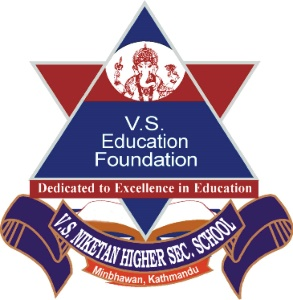 V.S.
Education
Foundation
Dedicated to Excellence in Education
V.S. NIKETAN HIGHER SEC. SCHOOL
Minbhawan, Kathmandu